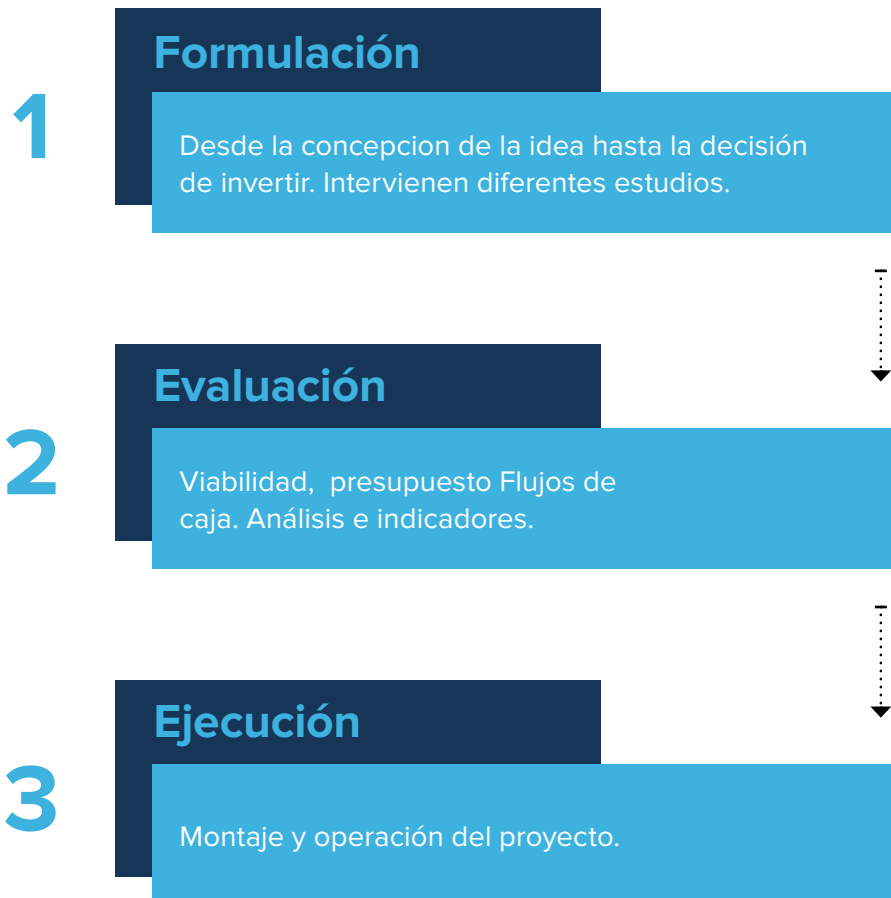 1
Formulación
Desde la concepcion de la idea hasta la decisión
de invertir. Intervienen diferentes estudios.
2
Evaluación
Viabilidad,  presupuesto Flujos de
caja. Análisis e indicadores.
3
Ejecución
Montaje y operación del proyecto.